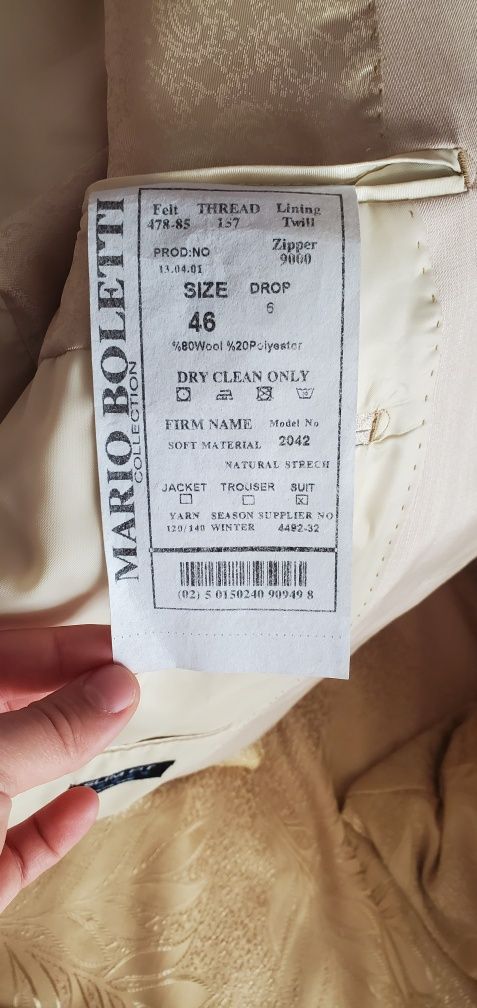 MARIO BOLETTI
COLLECTION
Felt THREAD Lining
478-85 157 Twill
PROD:NO Zipper
13.04.01 9000
SIZE DROP
46 6
%80Wool %20Polyester
DRY CLEAN ONLY
FIRM NAME Model No
SOFT MATERIAL 2042
NATURAL STRECH
JACKET TROUSER SUIT
YARN SEASON SUPPLIER NO
120/140 WINTER 4492-32
(02) 5 0150240 90949 8
SLIM FIT